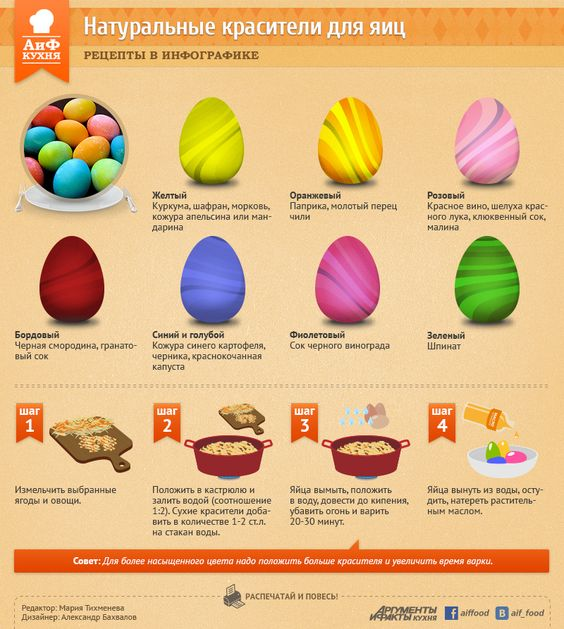 АиФ
КУХНЯ
Натуральные красители для яиц
РЕЦЕПТЫ В ИНФОГРАФИКЕ
Желтый
Куркума, шафран, морковь,
кожура апельсина или ман-
дарина
Оранжевый
Паприка, молотый перец
чили
Розовый
Красное вино, шелуха крас-
ного лука, клюквенный сок,
малина
Бордовый
Черная смородина, гранато-
вый сок
Синий и голубой
Кожура синего картофеля,
черника, краснокочанная
капуста
Фиолетовый
Сок черного винограда
Зеленый
Шпинат
шаг
1
Измельчить выбранные
ягоды и овощи.
шаг
2
Положить в кастрюлю и
залить водой (соотношение
1:2). Сухие красители доба-
вить в количестве 1-2 ст.л.
на стакан воды.
шаг
3
Яйца вымыть, положить
в воду, довести до кипения,
убавить огонь и варить
20-30 минут.
шаг
4
Яйца вынуть из воды, осту-
дить, натереть раститель-
ным маслом.
Совет: Для более насыщенного цвета надо положить больше красителя и увеличить время варки.
РАСПЕЧАТАЙ И ПОВЕСЬ!
Редактор: Мария Тихменева
Дизайнер: Александр Бахвалов
АРГУМЕНТЫ
И ФАКТЫ КУХНЯ
f aiffood
В aif_food